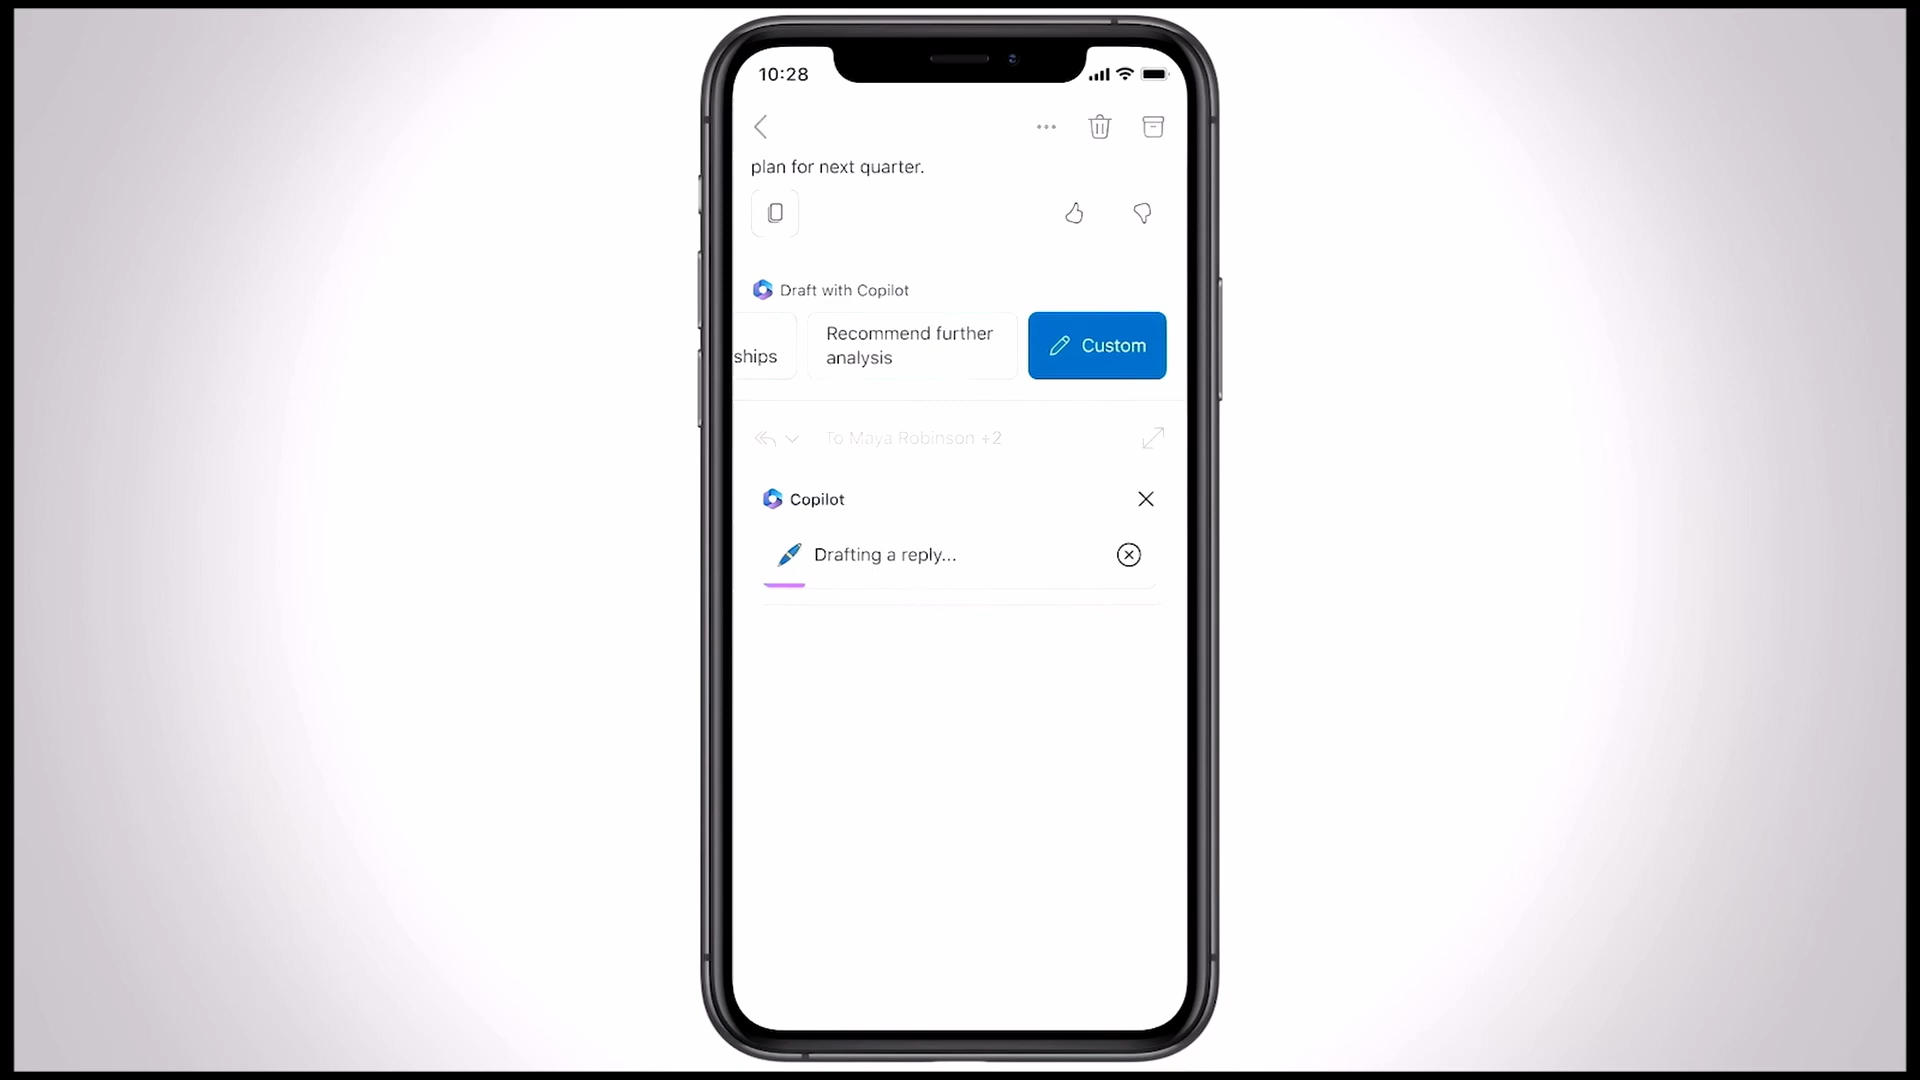 10:28
plan for next quarter.
Draft with Copilot
ships
Recommend further
analysis
Custom
To Maya Robinson +2
Copilot
Drafting a reply...